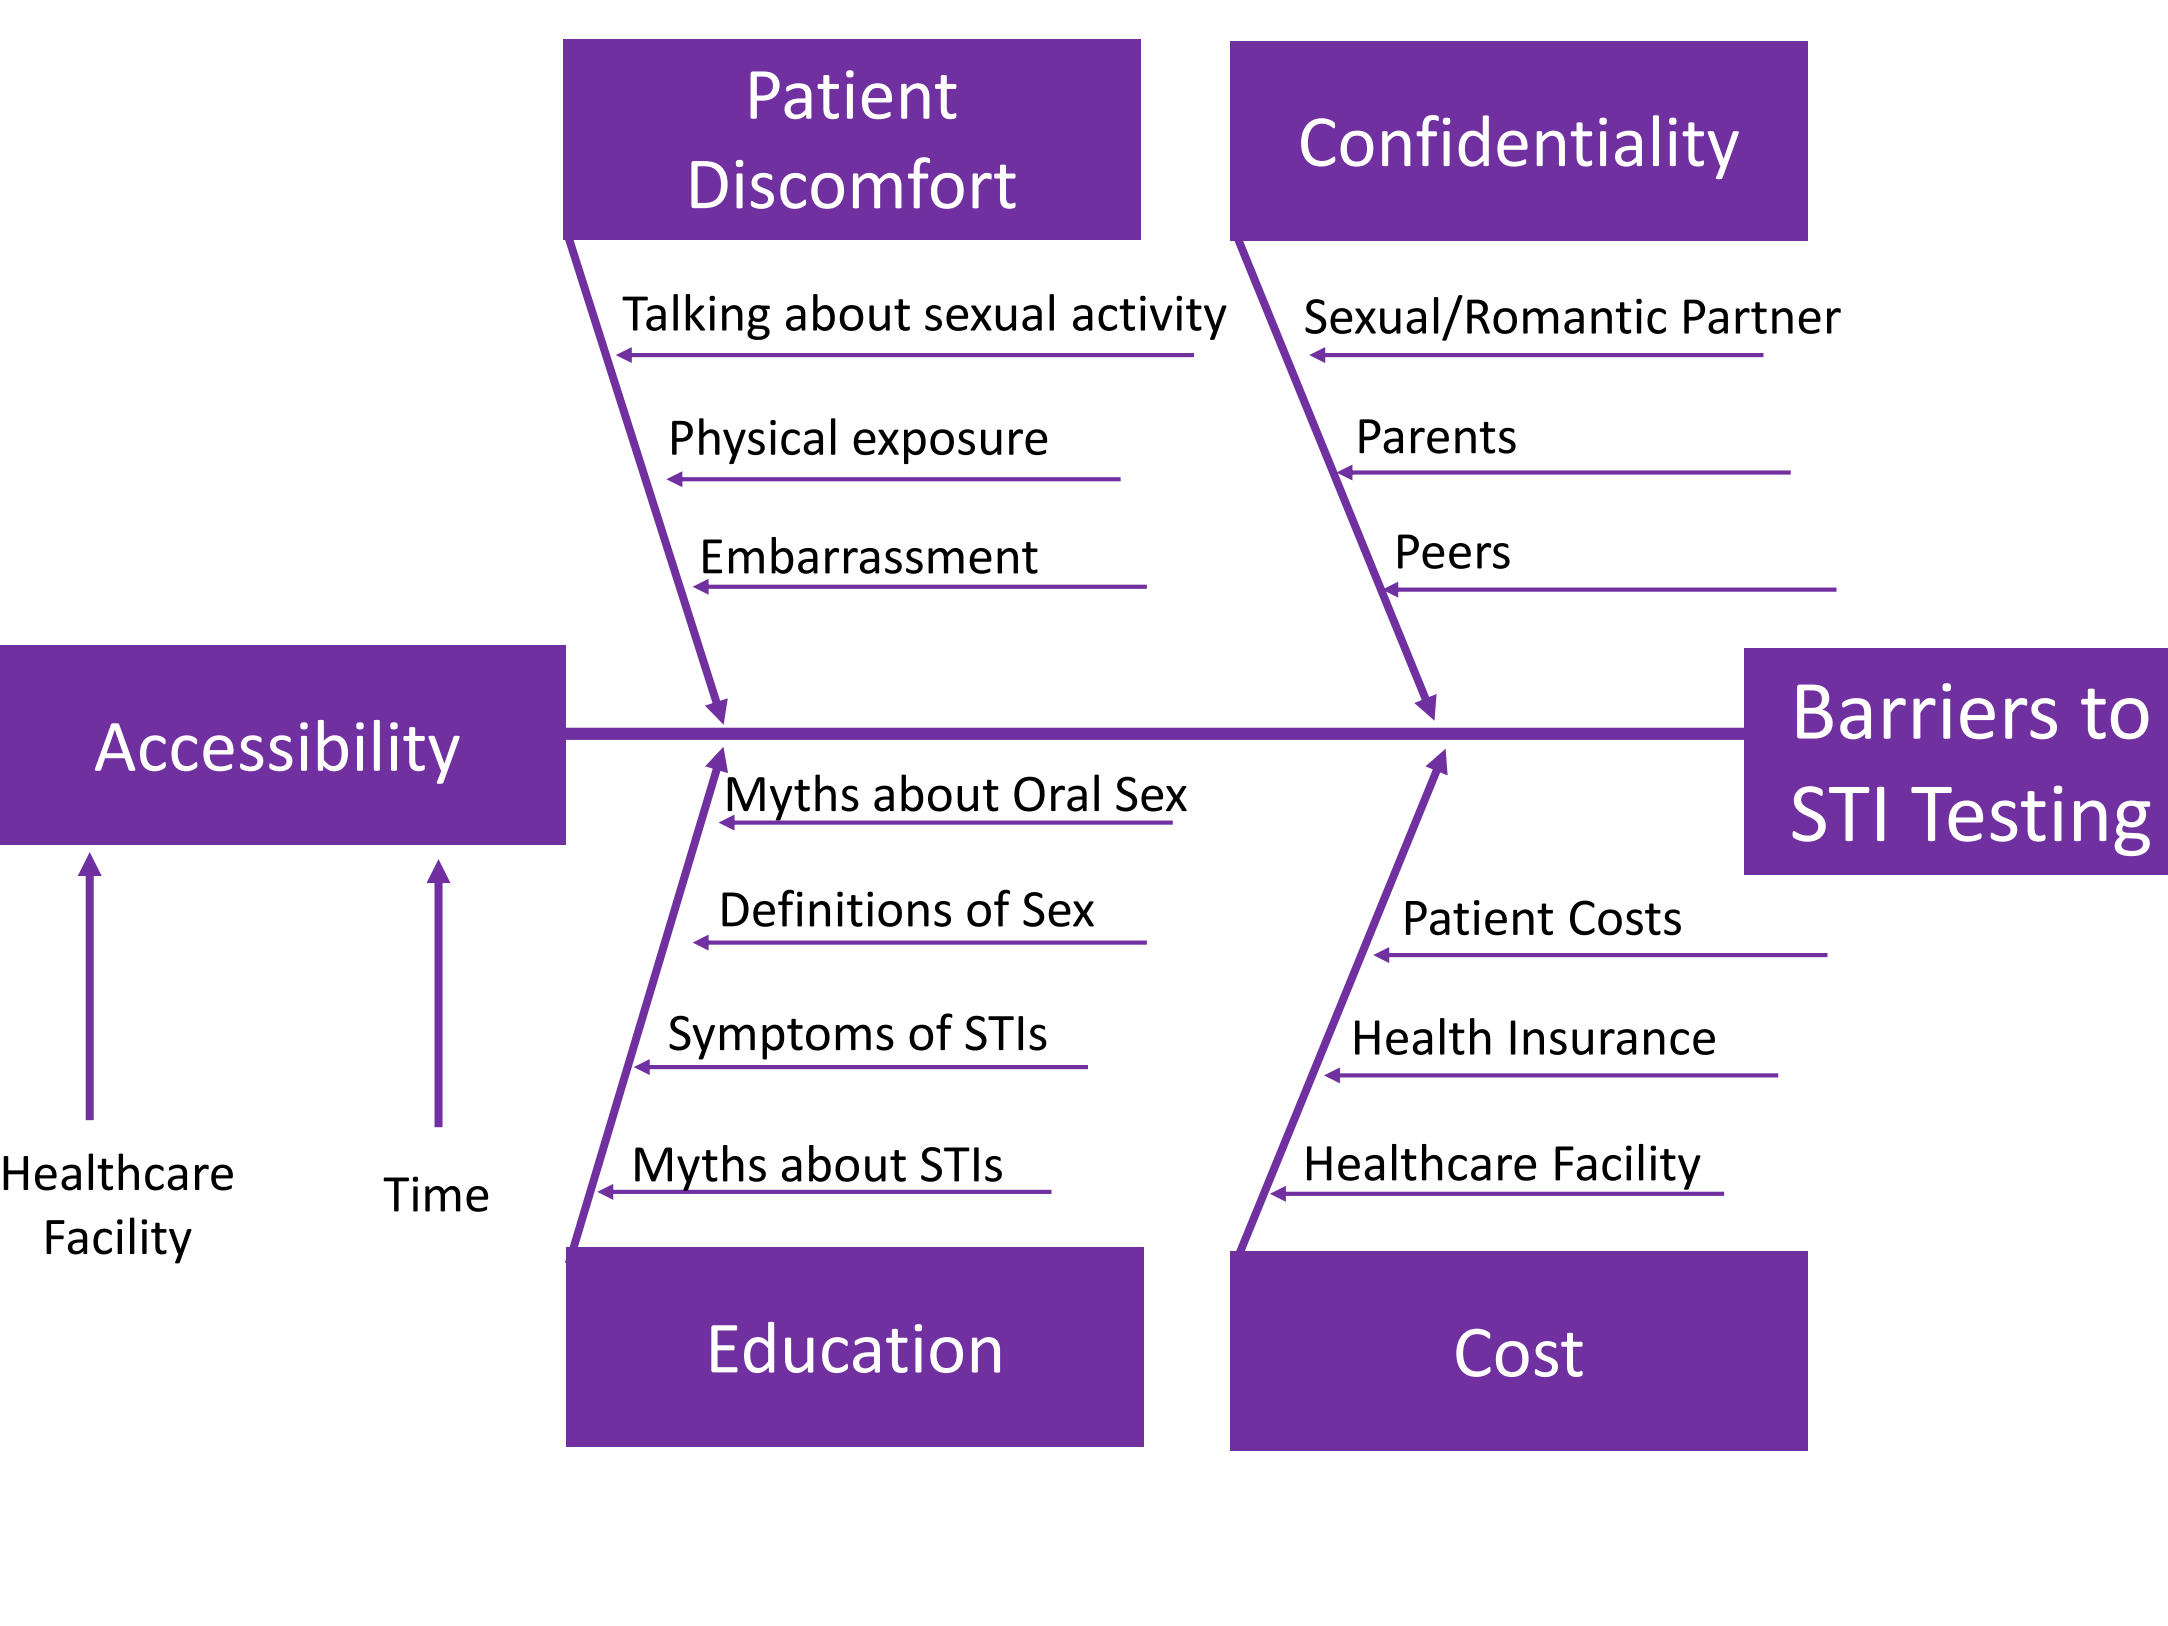 Patient
Discomfort
Confidentiality
Talking about sexual activity
Physical exposure
Embarrassment
Sexual/Romantic Partner
Parents
Peers
Accessibility
Barriers to
STI Testing
Healthcare
Facility
Time
Myths about Oral Sex
Definitions of Sex
Symptoms of STIs
Myths about STIs
Patient Costs
Health Insurance
Healthcare Facility
Education
Cost